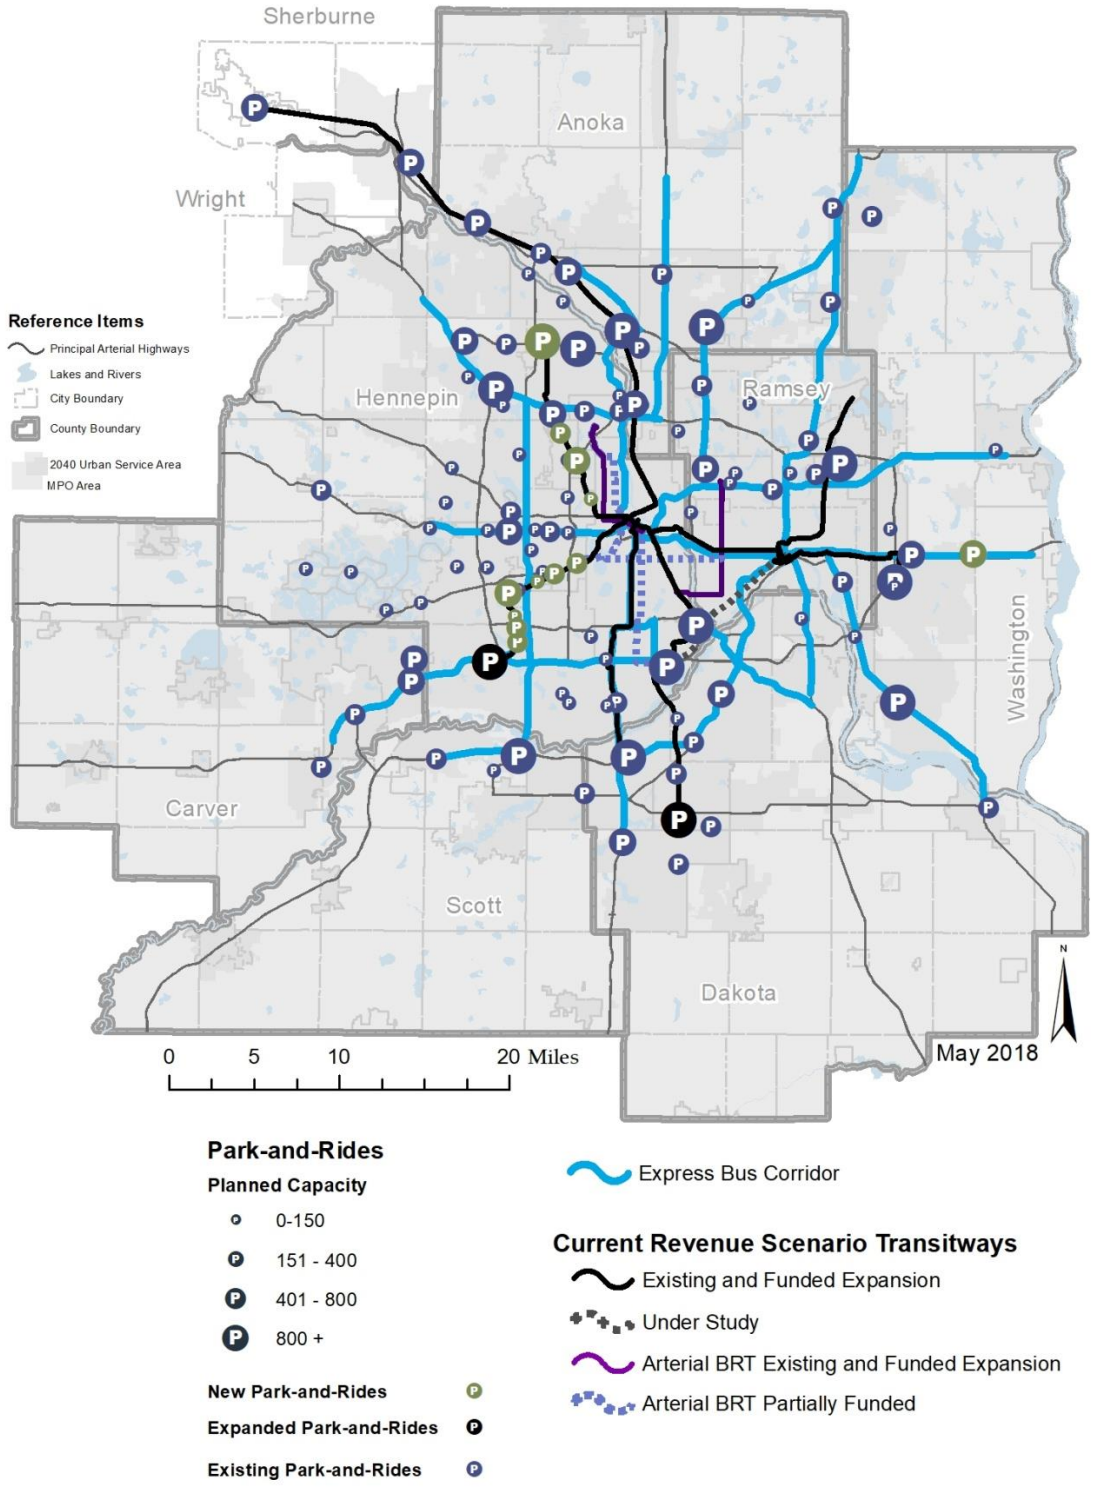 Sherburne
Anoka
Wright
Reference Items
Principal Arterial Highways
Lakes and Rivers
City Boundary
County Boundary
2040 Urban Service Area
MPO Area
Hennepin
Ramsey
Washington
Carver
Scott
Dakota
N
May 2018
0 5 10 20 Miles
Park-and-Rides
Planned Capacity
P 0-150
P 151 - 400
P 401 - 800
P 800 +
New Park-and-Rides P
Expanded Park-and-Rides P
Existing Park-and-Rides P
Express Bus Corridor
Current Revenue Scenario Transitways
Existing and Funded Expansion
Under Study
Arterial BRT Existing and Funded Expansion
Arterial BRT Partially Funded